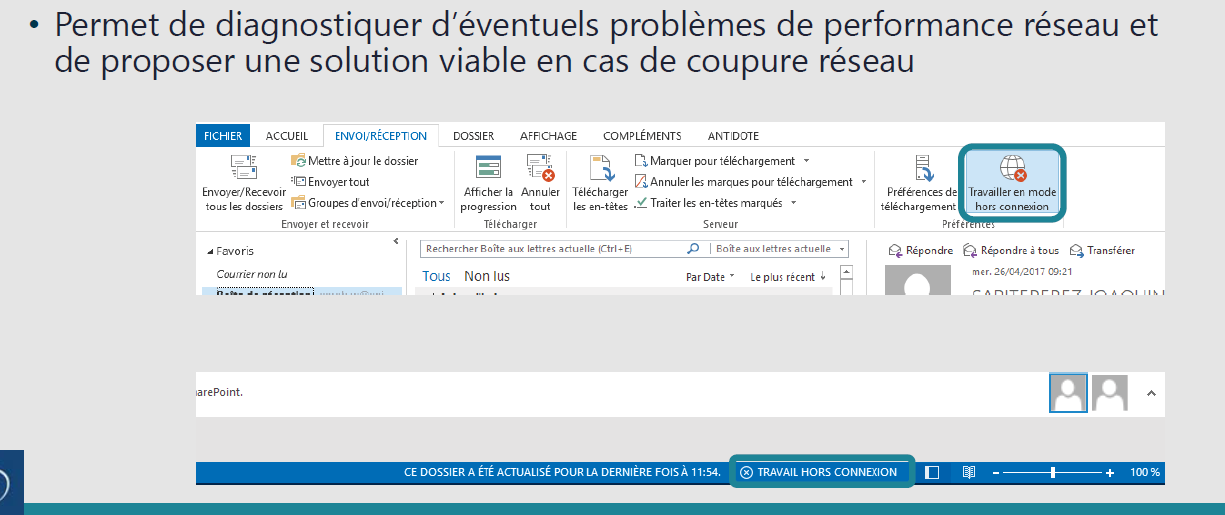 • Permet de diagnostiquer d’éventuels problèmes de performance réseau et
de proposer une solution viable en cas de coupure réseau
FICHIER ACCUEIL ENVOI/RÉCEPTION DOSSIER AFFICHAGE COMPLÉMENTS ANTIDOTE
Envoyer/Recevoir
tous les dossiers
Mettre à jour le dossier
Envoyer tout
Groupes d'envoi/réception
Envoyer et recevoir
Afficher la
progression
Annuler
tout
Télécharger
Télécharger
les en-têtes
Marquer pour téléchargement
Annuler les marques pour téléchargement
Traiter les en-têtes marqués
Serveur
Préférences de
téléchargement
Travailler en mode
hors connexion
Préférences
Favoris
Courrier non lu
Boîte de réception
Rechercher Boîte aux lettres actuelle (Ctrl+E) Boîte aux lettres actuelle
Tous Non lus Par Date Le plus récent
Répondre Répondre à tous Transférer
mer. 26/04/2017 09:21
JOAQUIN
arePoint.
CE DOSSIER A ÉTÉ ACTUALISÉ POUR LA DERNIÈRE FOIS À 11:54. TRAVAIL HORS CONNEXION 100 %